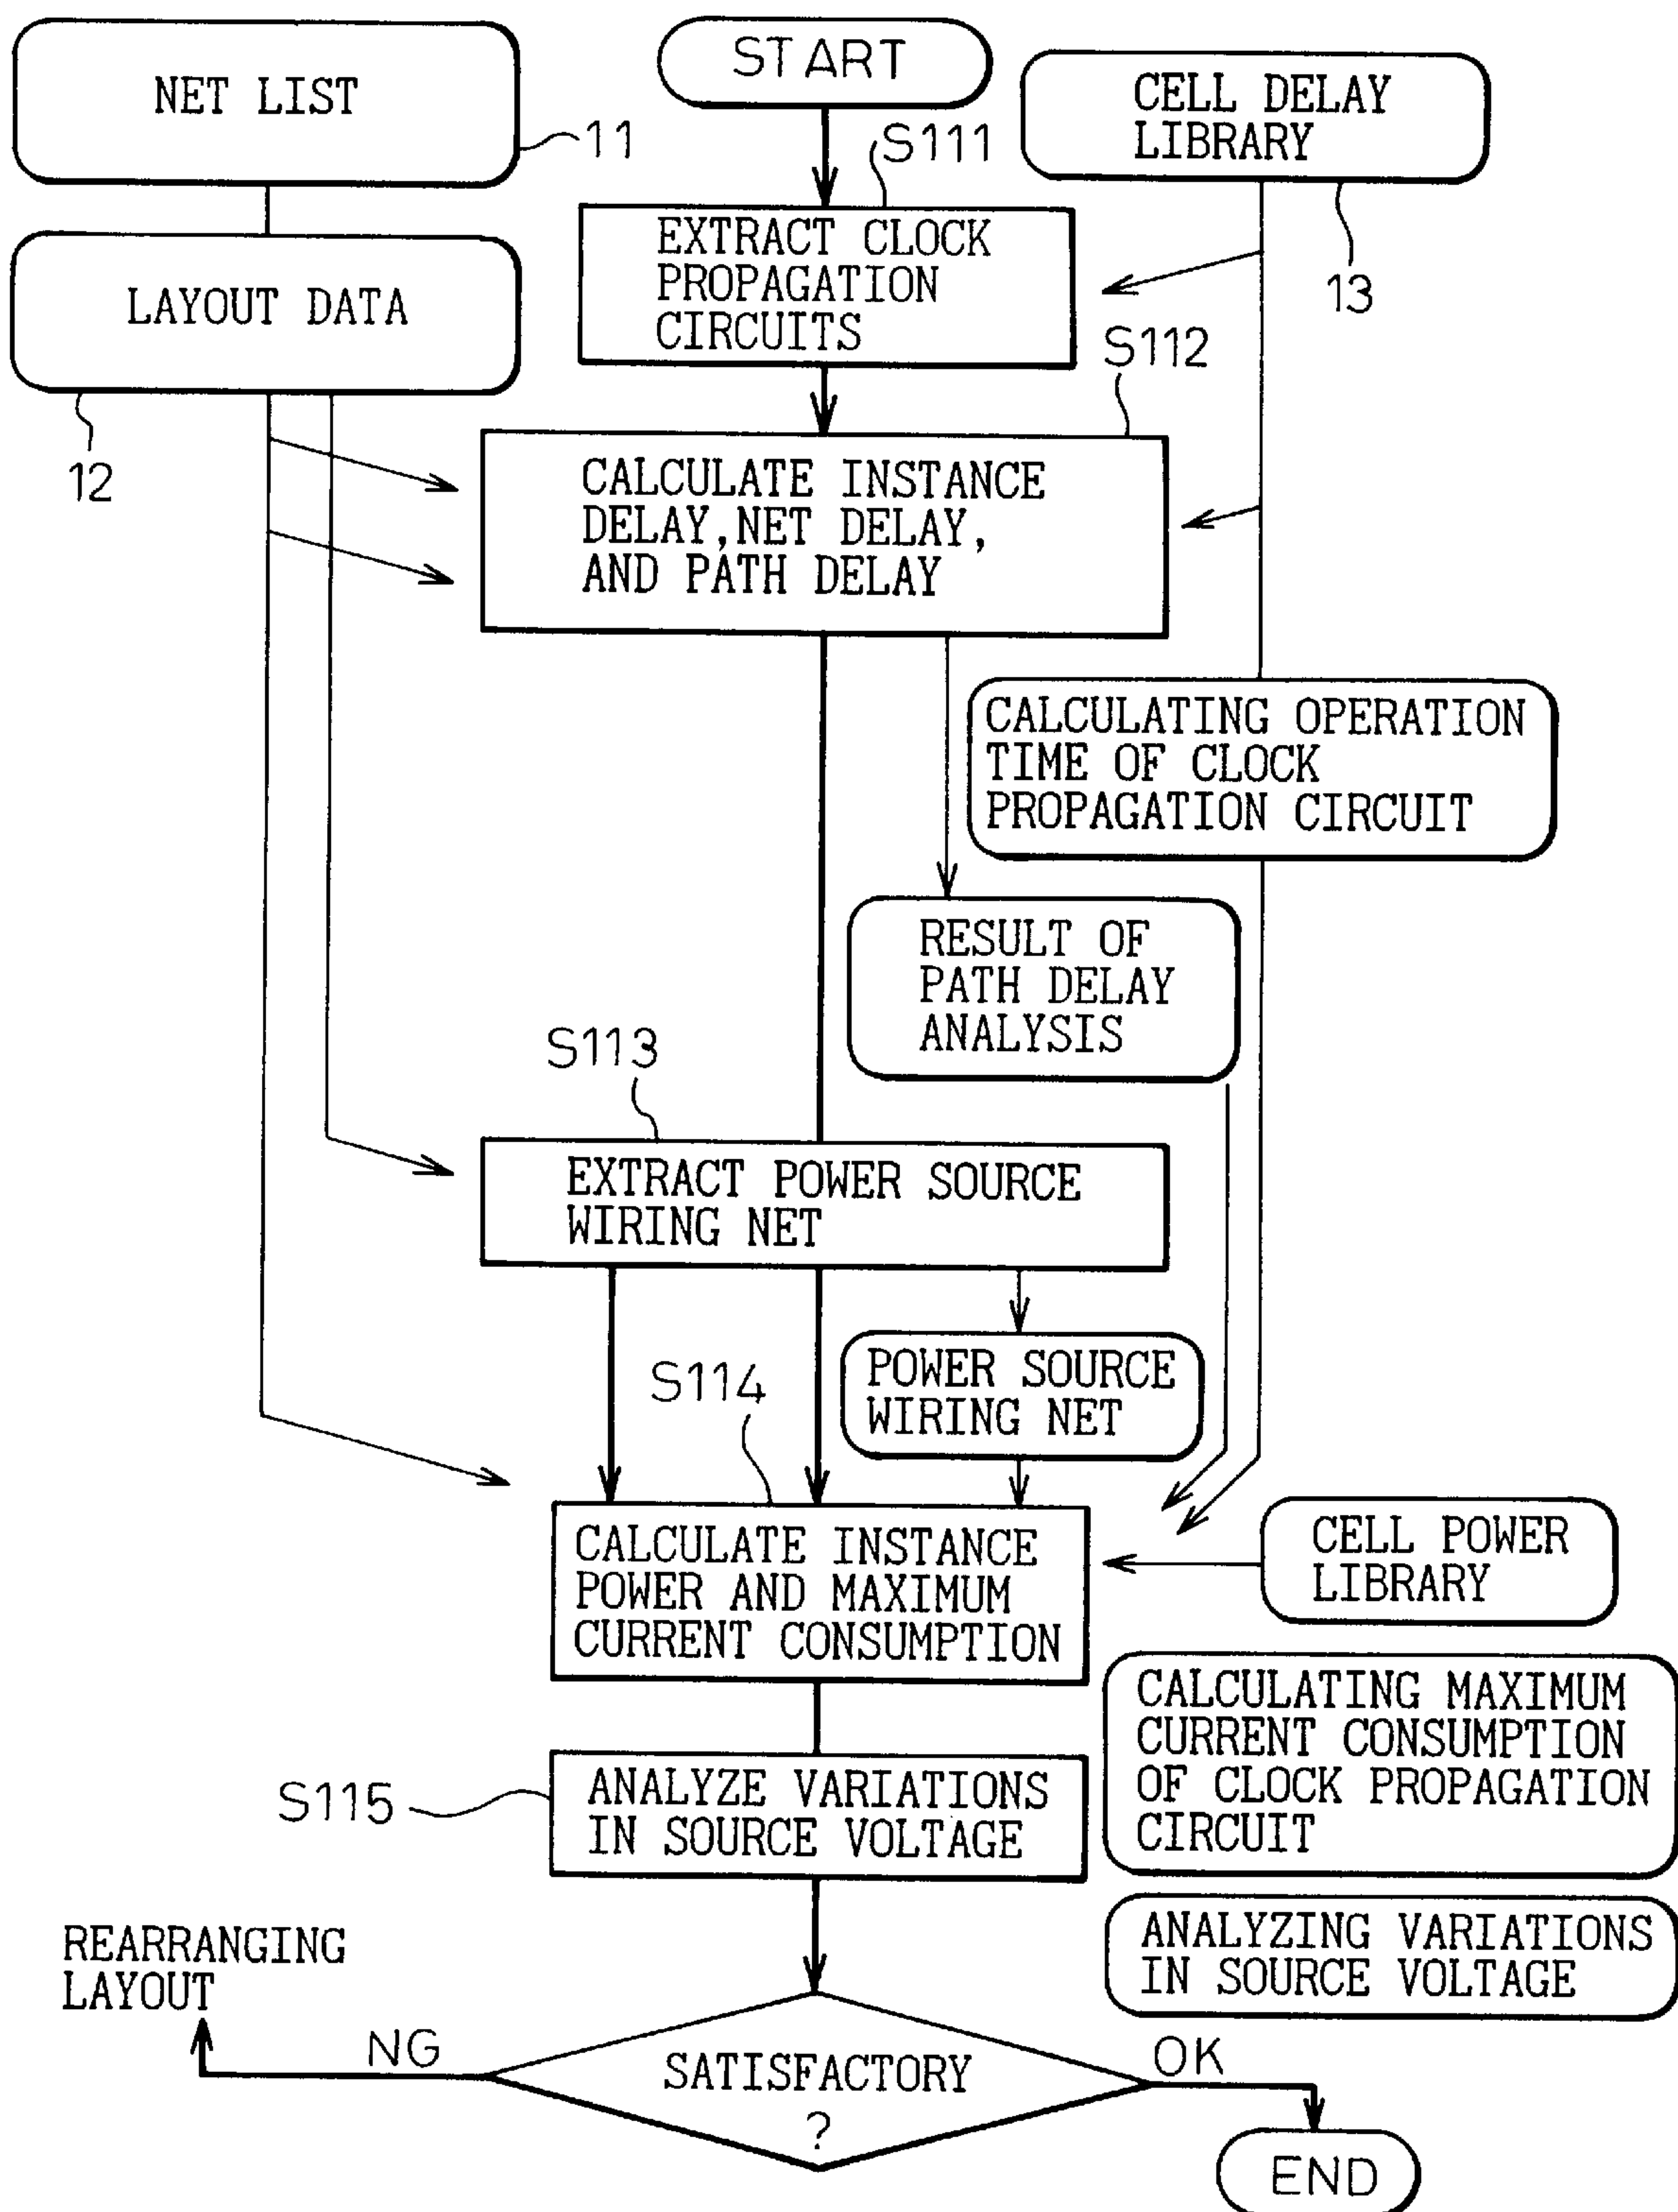 NET LIST
11
START
CELL DELAY
LIBRARY
13
S111
EXTRACT CLOCK
PROPAGATION
CIRCUITS
LAYOUT DATA
12
S112
CALCULATE INSTANCE
DELAY, NET DELAY,
AND PATH DELAY
CALCULATING OPERATION
TIME OF CLOCK
PROPAGATION CIRCUIT
RESULT OF
PATH DELAY
ANALYSIS
S113
EXTRACT POWER SOURCE
WIRING NET
POWER SOURCE
WIRING NET
S114
CALCULATE INSTANCE
POWER AND MAXIMUM
CURRENT CONSUMPTION
CELL POWER
LIBRARY
CALCULATING MAXIMUM
CURRENT CONSUMPTION
OF CLOCK PROPAGATION
CIRCUIT
S115
ANALYZE VARIATIONS
IN SOURCE VOLTAGE
ANALYZING VARIATIONS
IN SOURCE VOLTAGE
REARRANGING
LAYOUT
NG
SATISFACTORY
?
OK
END